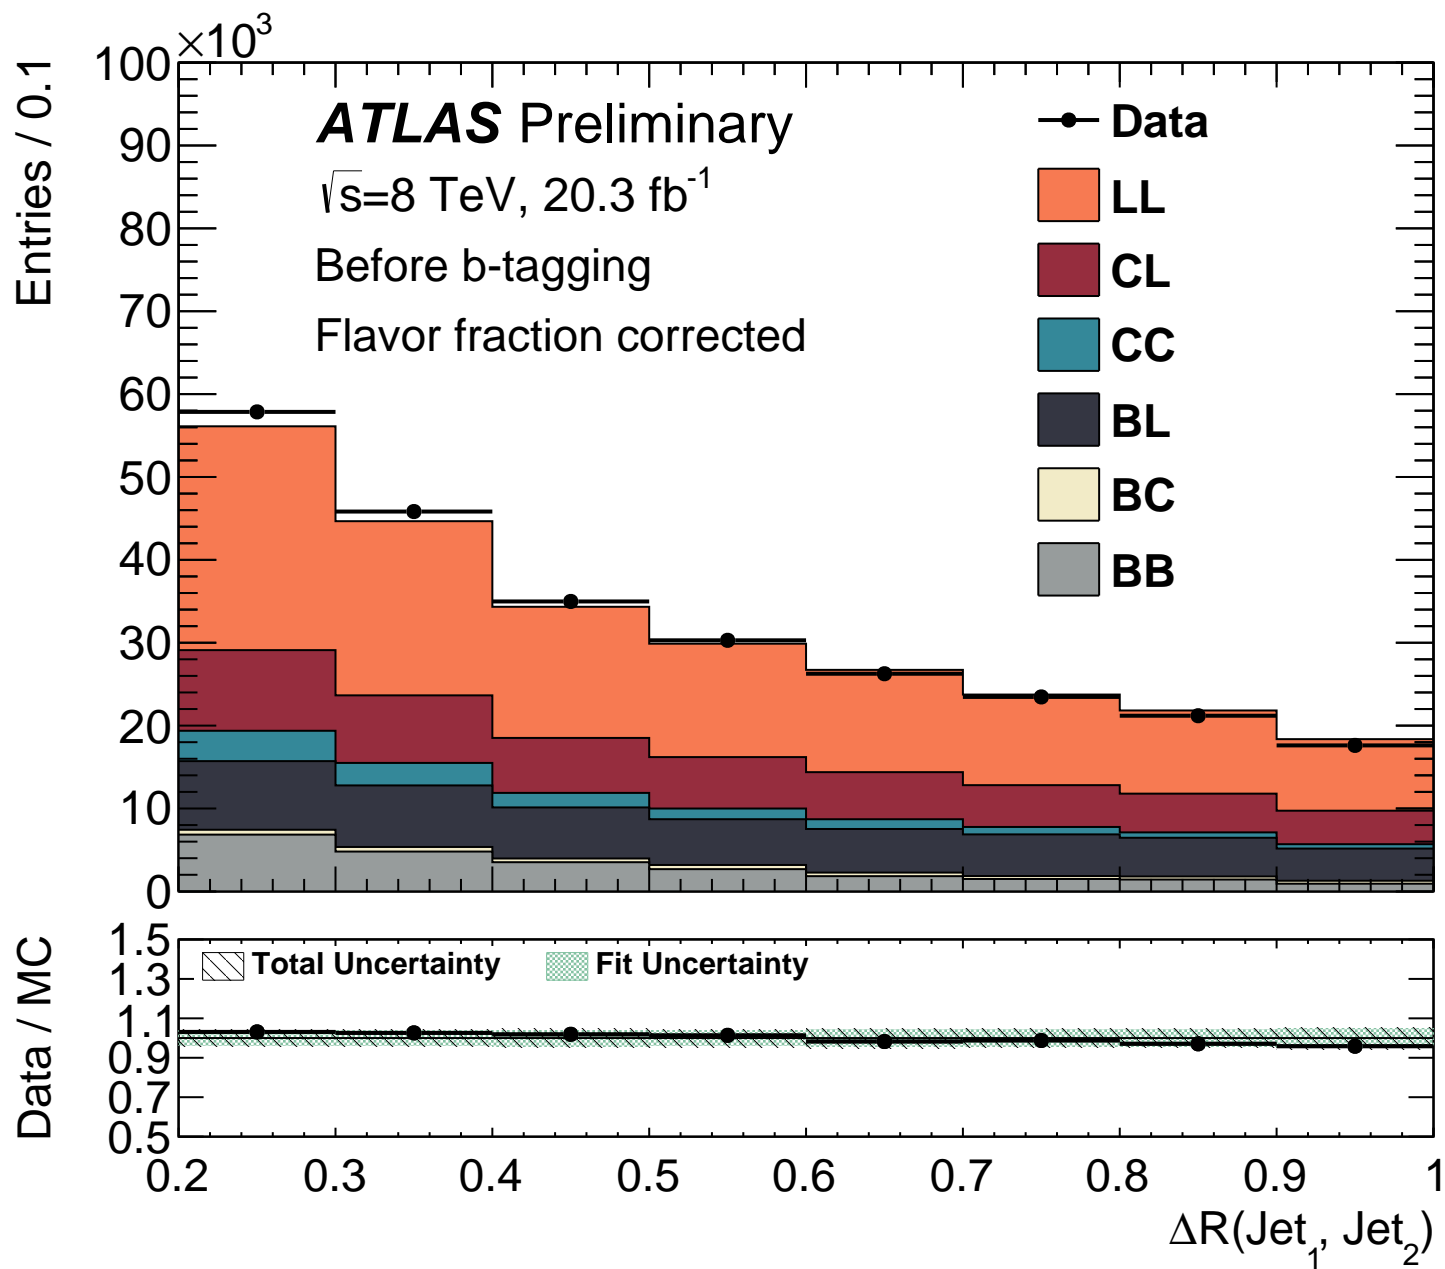 ×10³
Entries / 0.1
100
90
80
70
60
50
40
30
20
10
0
ATLAS Preliminary
√s=8 TeV, 20.3 fb⁻¹
Before b-tagging
Flavor fraction corrected
Data
LL
CL
CC
BL
BC
BB
Data / MC
1.5
1.3
1.1
0.9
0.7
0.5
Total Uncertainty
Fit Uncertainty
0.2 0.3 0.4 0.5 0.6 0.7 0.8 0.9 1
ΔR(Jet₁, Jet₂)